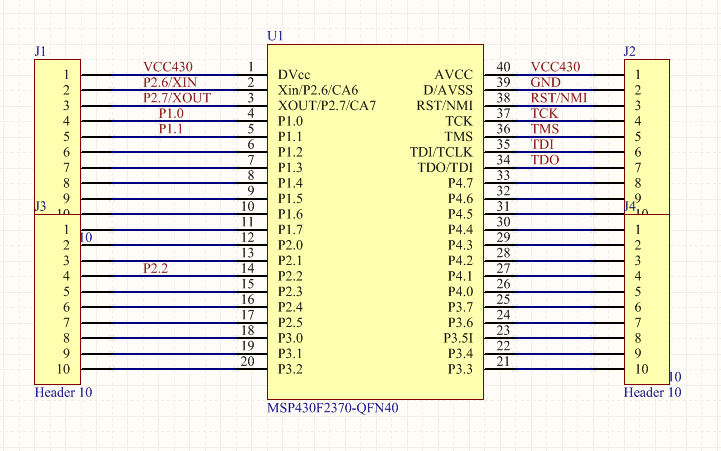 U1
J1
J2
1 VCC430 1 DVcc AVCC 40 VCC430 1
2 P2.6/XIN 2 Xin/P2.6/CA6 D/AVSS 39 GND 2
3 P2.7/XOUT 3 XOUT/P2.7/CA7 RST/NMI 38 RST/NMI 3
4 P1.0 4 P1.0 TCK 37 TCK 4
5 P1.1 5 P1.1 TMS 36 TMS 5
6 6 P1.2 TDI/TCLK 35 TDI 6
7 7 P1.3 TDO/TDI 34 TDO 7
8 8 P1.4 P4.7 33 8
9 9 P1.5 P4.6 32 9
J3 10 10 P1.6 P4.5 31 J4 10
1 11 P1.7 P4.4 30 1
2 10 12 P2.0 P4.3 29 2
3 13 P2.1 P4.2 28 3
4 P2.2 14 P2.2 P4.1 27 4
5 15 P2.3 P4.0 26 5
6 16 P2.4 P3.7 25 6
7 17 P2.5 P3.6 24 7
8 18 P3.0 P3.5I 23 8
9 19 P3.1 P3.4 22 9
10 20 P3.2 P3.3 21 10
10
Header 10
Header 10
MSP430F2370-QFN40